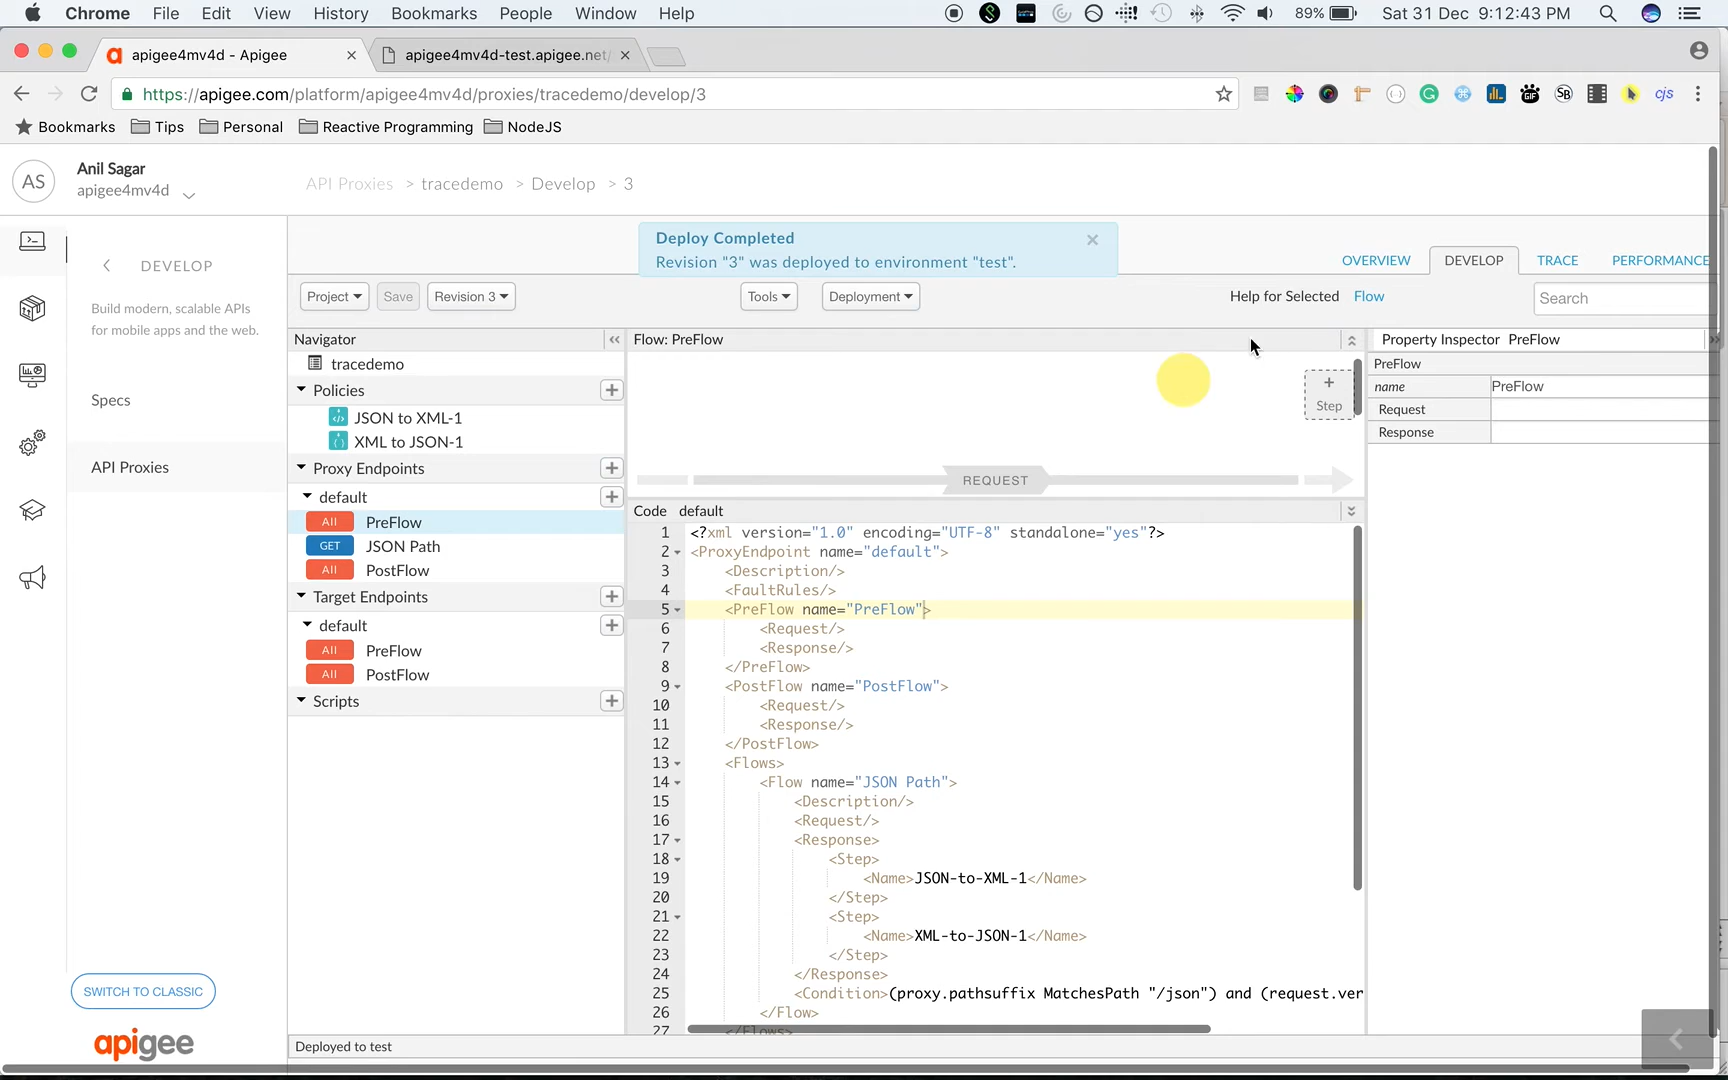 Chrome File Edit View History Bookmarks People Window Help 89% Sat 31 Dec 9:12:43 PM
apigee4mv4d - Apigee
apigee4mv4d-test.apigee.net/
https://apigee.com/platform/apigee4mv4d/proxies/tracedemo/develop/3
Bookmarks Tips Personal Reactive Programming NodeJS
AS
Anil Sagar
apigee4mv4d
API Proxies > tracedemo > Develop > 3
Deploy Completed
Revision "3" was deployed to environment "test".
DEVELOP
Build modern, scalable APIs
for mobile apps and the web.
Specs
API Proxies
SWITCH TO CLASSIC
apigee
OVERVIEW DEVELOP TRACE PERFORMANCE
Project Save Revision 3 Tools Deployment Help for Selected Flow Search
Navigator
tracedemo
Policies
JSON to XML-1
XML to JSON-1
Proxy Endpoints
default
All PreFlow
GET JSON Path
All PostFlow
Target Endpoints
default
All PreFlow
All PostFlow
Scripts
Flow: PreFlow
+
Step
REQUEST
Code default
1 <?xml version="1.0" encoding="UTF-8" standalone="yes"?>
2 <ProxyEndpoint name="default">
3 <Description/>
4 <FaultRules/>
5 <PreFlow name="PreFlow">
6 <Request/>
7 <Response/>
8 </PreFlow>
9 <PostFlow name="PostFlow">
10 <Request/>
11 <Response/>
12 </PostFlow>
13 <Flows>
14 <Flow name="JSON Path">
15 <Description/>
16 <Request/>
17 <Response>
18 <Step>
19 <Name>JSON-to-XML-1</Name>
20 </Step>
21 <Step>
22 <Name>XML-to-JSON-1</Name>
23 </Step>
24 </Response>
25 <Condition>(proxy.pathsuffix MatchesPath "/json") and (request.ver
26 </Flow>
27 </Flows>
Property Inspector PreFlow
PreFlow
name PreFlow
Request
Response
Deployed to test
SB
GIF
cjs